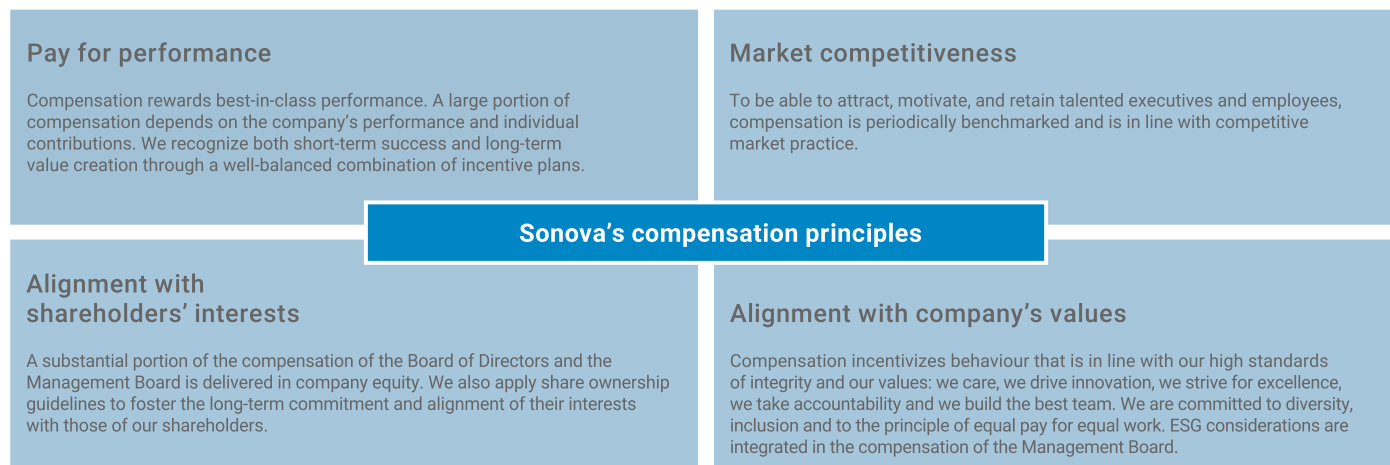 Pay for performance
Compensation rewards best-in-class performance. A large portion of
compensation depends on the company’s performance and individual
contributions. We recognize both short-term success and long-term
value creation through a well-balanced combination of incentive plans.
Market competitiveness
To be able to attract, motivate, and retain talented executives and employees,
compensation is periodically benchmarked and is in line with competitive
market practice.
Sonova’s compensation principles
Alignment with
shareholders’ interests
A substantial portion of the compensation of the Board of Directors and the
Management Board is delivered in company equity. We also apply share ownership
guidelines to foster the long-term commitment and alignment of their interests
with those of our shareholders.
Alignment with company’s values
Compensation incentivizes behaviour that is in line with our high standards
of integrity and our values: we care, we drive innovation, we strive for excellence,
we take accountability and we build the best team. We are committed to diversity,
inclusion and to the principle of equal pay for equal work. ESG considerations are
integrated in the compensation of the Management Board.